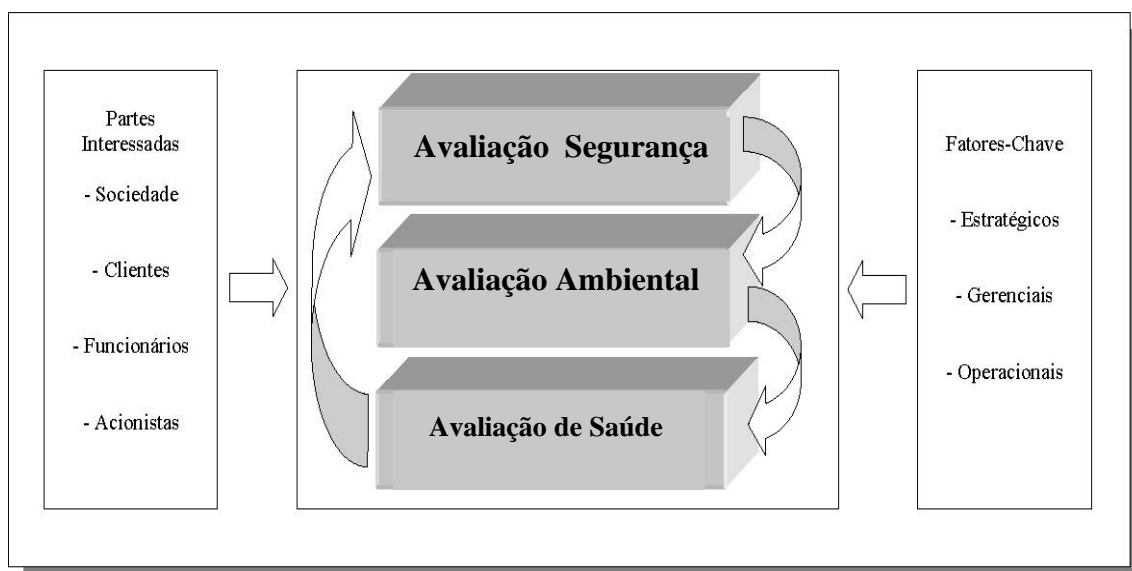 Partes
Interessadas
- Sociedade
- Clientes
- Funcionários
- Acionistas
Avaliação Segurança
Avaliação Ambiental
Avaliação de Saúde
Fatores-Chave
- Estratégicos
- Gerenciais
- Operacionais